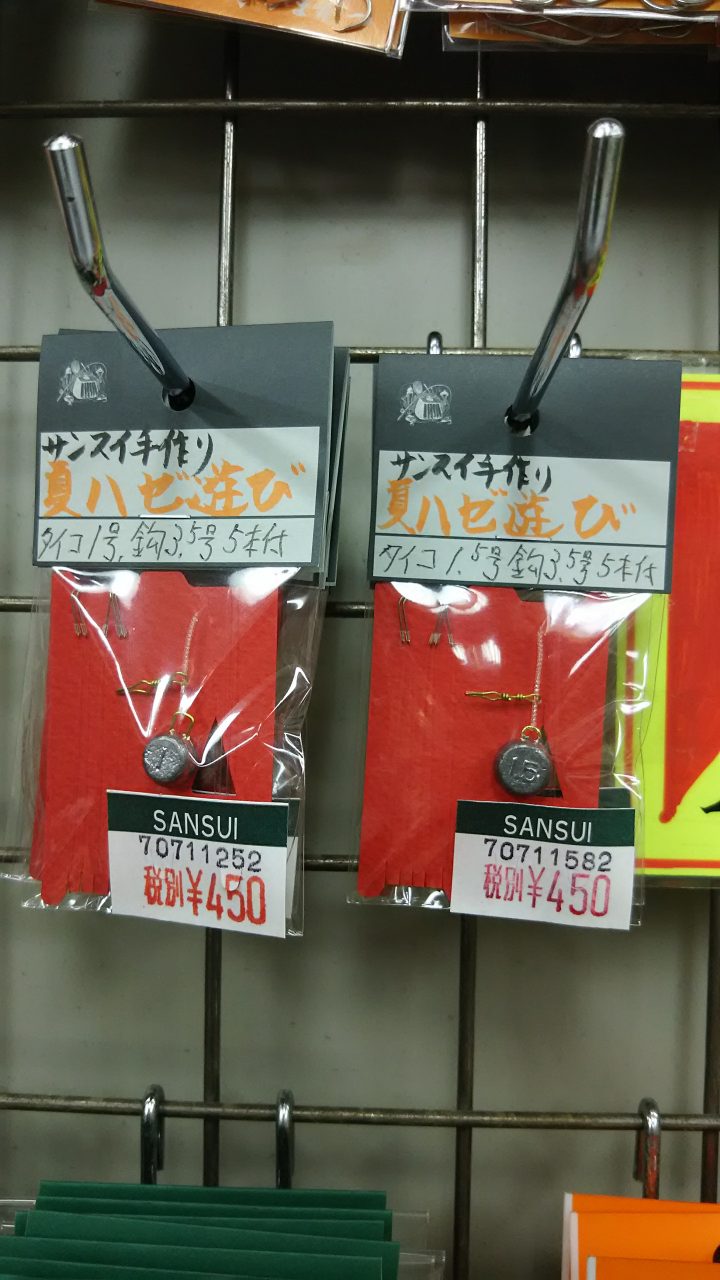 サンスイ手作り
夏ハゼ遊び
タイコ1号,鈎3.5号5本付
1
SANSUI
70711252
税別¥450
サンスイ手作り
夏ハゼ遊び
タイコ1.5号鈎3.5号5本付
1.5
SANSUI
70711582
税別¥450